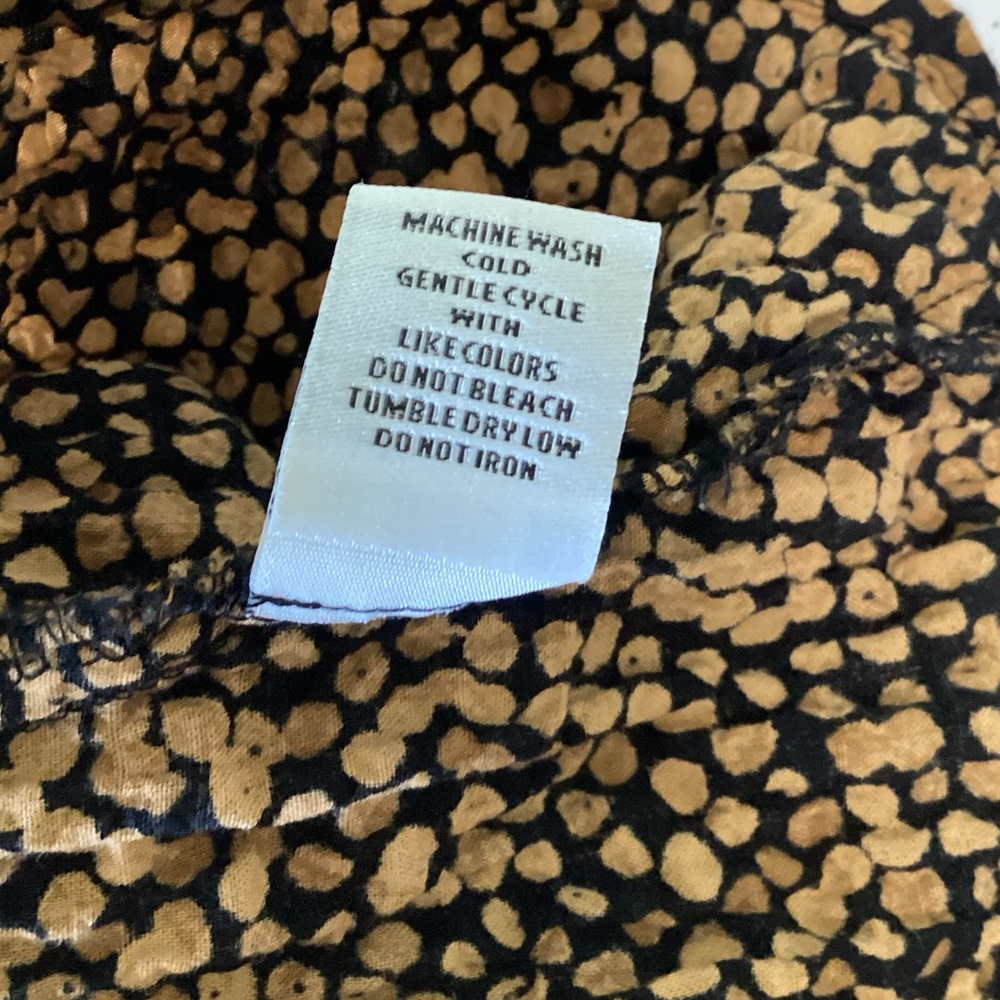 MACHINE WASH
COLD
GENTLE CYCLE
WITH
LIKE COLORS
DO NOT BLEACH
TUMBLE DRY LOW
DO NOT IRON